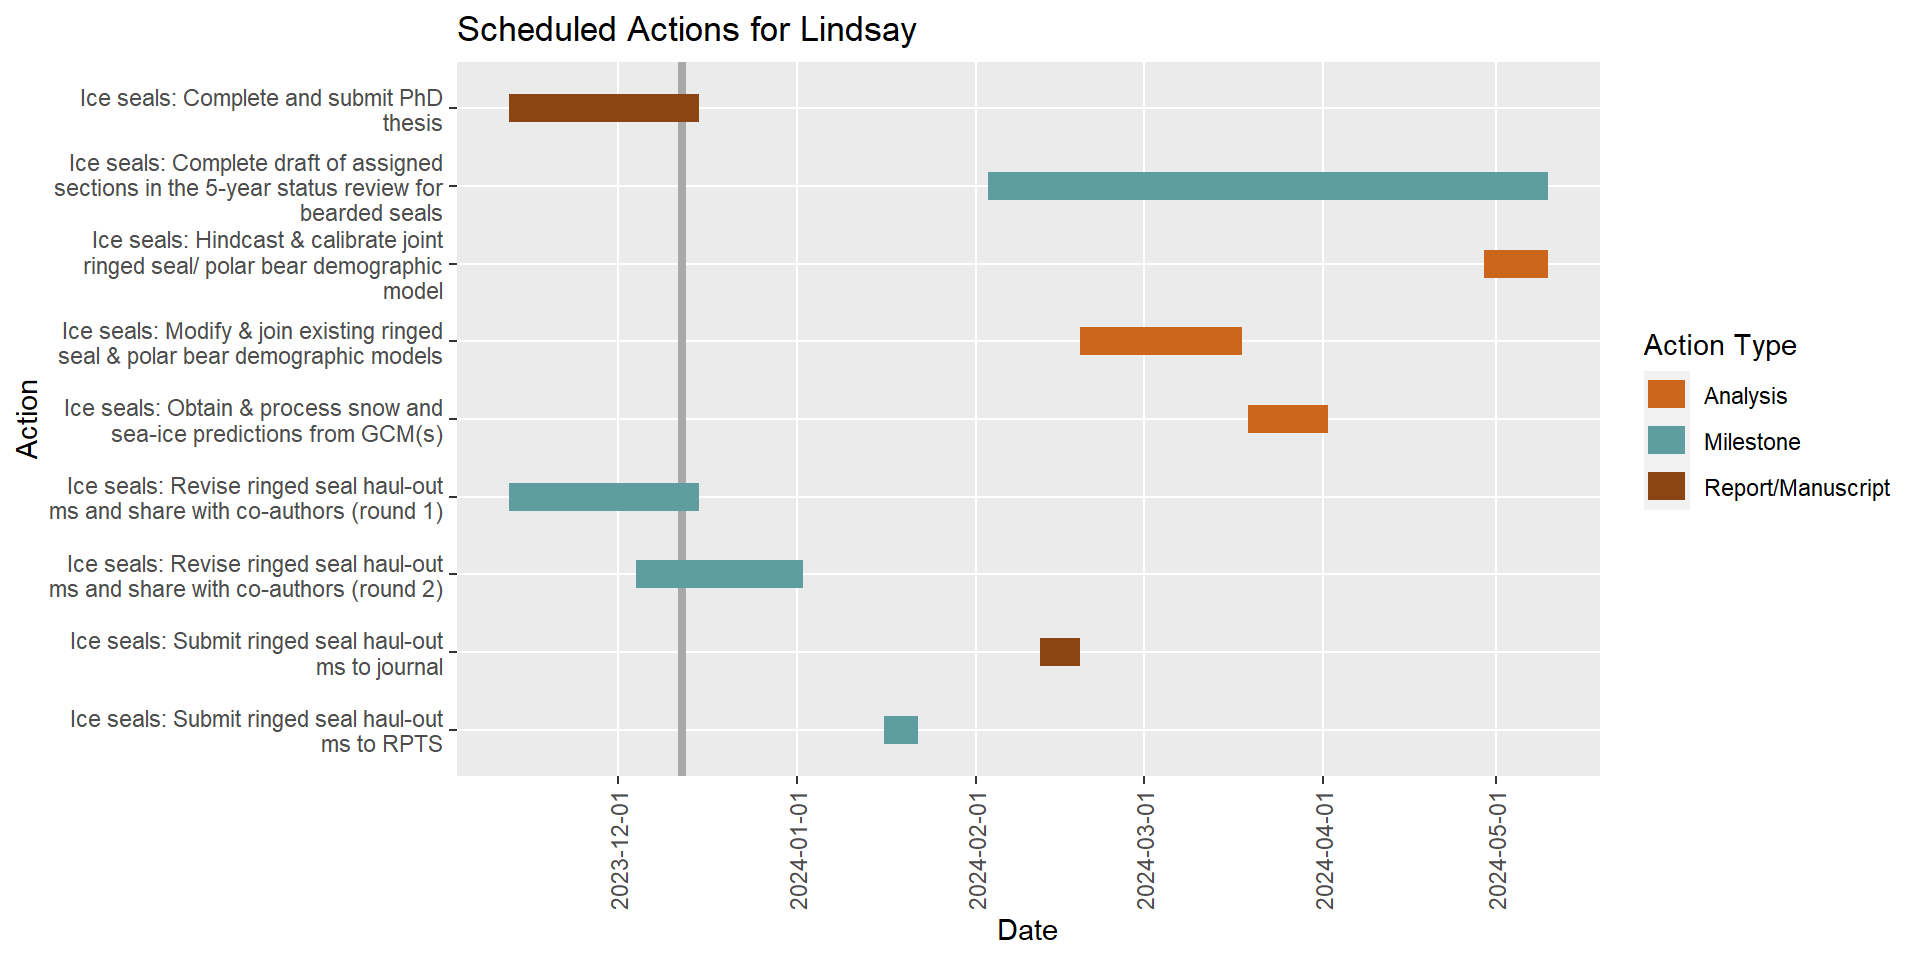 Scheduled Actions for Lindsay
Ice seals: Complete and submit PhD
thesis
Ice seals: Complete draft of assigned
sections in the 5-year status review for
bearded seals
Ice seals: Hindcast & calibrate joint
ringed seal/ polar bear demographic
model
Ice seals: Modify & join existing ringed
seal & polar bear demographic models
Ice seals: Obtain & process snow and
sea-ice predictions from GCM(s)
Ice seals: Revise ringed seal haul-out
ms and share with co-authors (round 1)
Ice seals: Revise ringed seal haul-out
ms and share with co-authors (round 2)
Ice seals: Submit ringed seal haul-out
ms to journal
Ice seals: Submit ringed seal haul-out
ms to RPTS
Action
2023-12-01
2024-01-01
2024-02-01
2024-03-01
2024-04-01
2024-05-01
Date
Action Type
Analysis
Milestone
Report/Manuscript